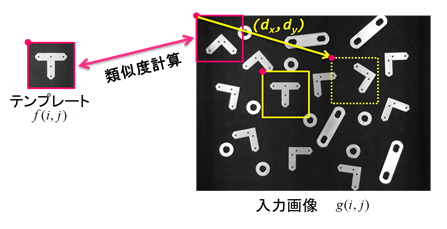 (dx, dy)
類似度計算
テンプレート
f(i, j)
入力画像 g(i, j)